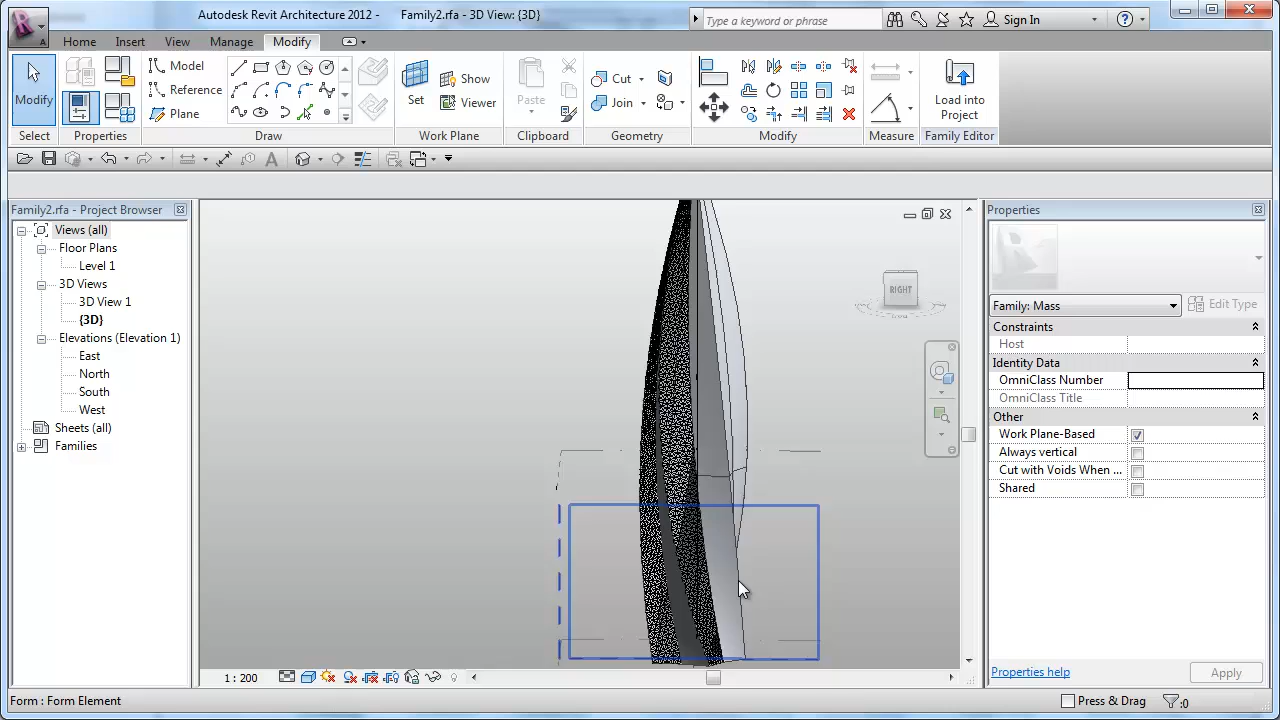 Autodesk Revit Architecture 2012 - Family2.rfa - 3D View: {3D}
Type a keyword or phrase
Sign In
Home Insert View Manage Modify
Modify
Model
Reference
Plane
Set
Show
Viewer
Paste
Cut
Join
Load into
Project
Select Properties Draw Work Plane Clipboard Geometry Modify Measure Family Editor
Family2.rfa - Project Browser
Views (all)
Floor Plans
Level 1
3D Views
3D View 1
{3D}
Elevations (Elevation 1)
East
North
South
West
Sheets (all)
Families
RIGHT
Properties
Family: Mass
Edit Type
Constraints
Host
Identity Data
OmniClass Number
OmniClass Title
Other
Work Plane-Based
Always vertical
Cut with Voids When ...
Shared
Properties help
Apply
1 : 200
Form : Form Element
Press & Drag
:0